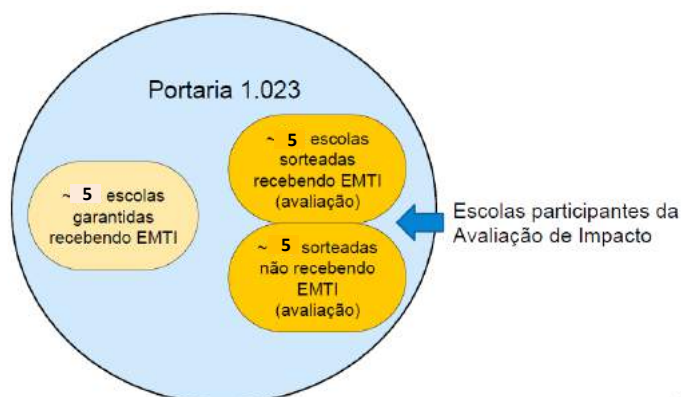 Portaria 1.023
~ 5 escolas
garantidas
recebendo EMTI
~ 5 escolas
sorteadas
recebendo EMTI
(avaliação)
~ 5 sorteadas
não recebendo
EMTI
(avaliação)
Escolas participantes da
Avaliação de Impacto